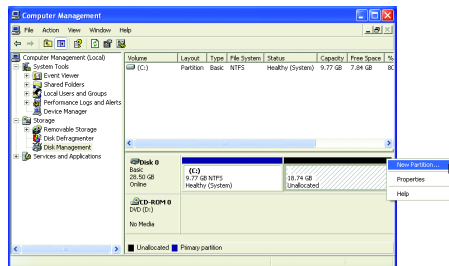 Computer Management
File Action View Window Help
Computer Management (Local)
System Tools
Event Viewer
Shared Folders
Local Users and Groups
Performance Logs and Alerts
Device Manager
Storage
Removable Storage
Disk Defragmenter
Disk Management
Services and Applications
Volume Layout Type File System Status Capacity Free Space %
(C:) Partition Basic NTFS Healthy (System) 9.77 GB 7.84 GB 80
Disk 0
Basic
28.50 GB
Online
(C:)
9.77 GB NTFS
Healthy (System)
18.74 GB
Unallocated
New Partition...
Properties
Help
CD-ROM 0
DVD (D:)
No Media
Unallocated Primary partition